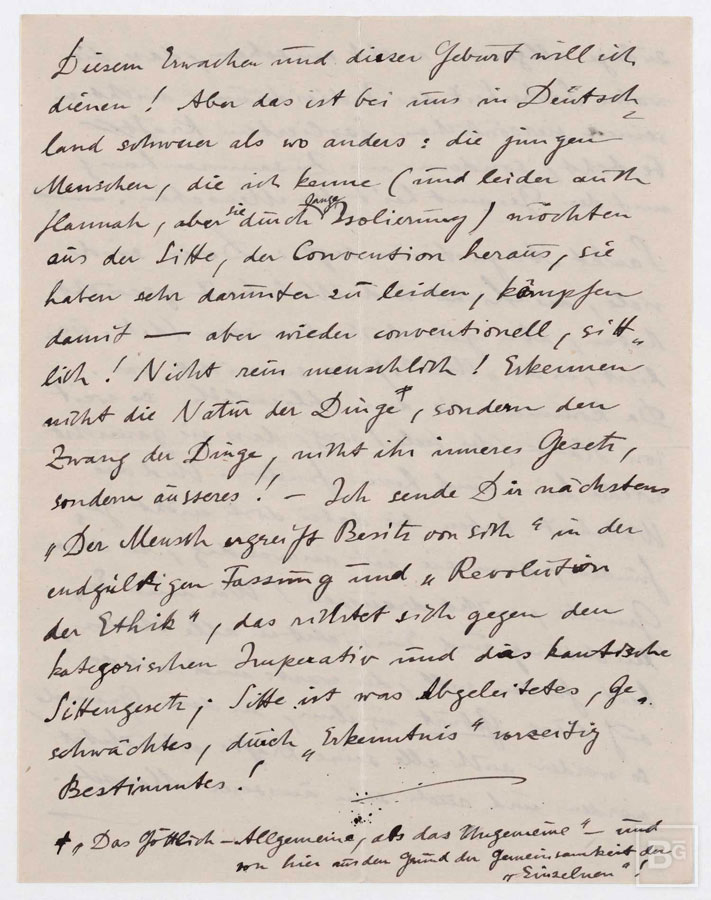 Diesem Erwachen und dieser Geburt will ich
dienen! Aber das ist bei uns in Deutsch-
land schwerer als wo anders: die jungen
Menschen, die ich kenne (und leider auch
Hannah, aber sie durch lange Isolierung) möchten
aus der Sitte, der Convention heraus, sie
haben sehr darunter zu leiden, kämpfen
damit — aber wieder conventionell, sitt-
lich! Nicht rein menschlich! Erkennen
nicht die Natur der Dinge+, sondern den
Zwang der Dinge, nicht ihr inneres Gesetz,
sondern äusseres! – Ich sende Dir nächstens
„Der Mensch ergreift Besitz von sich“ in der
endgültigen Fassung und „Revolution
der Ethik“, das richtet sich gegen den
kategorischen Imperativ und das kantische
Sittengesetz; Sitte ist was Abgeleitetes, Ge-
schwächtes, durch „Erkenntnis“ vorzeitig
Bestimmtes!
+ „Das Göttlich-Allgemeine, als das Ungemeine“ – und
von hier aus den Grund der Gemeinsamkeit der
„Einzelnen“!
BG